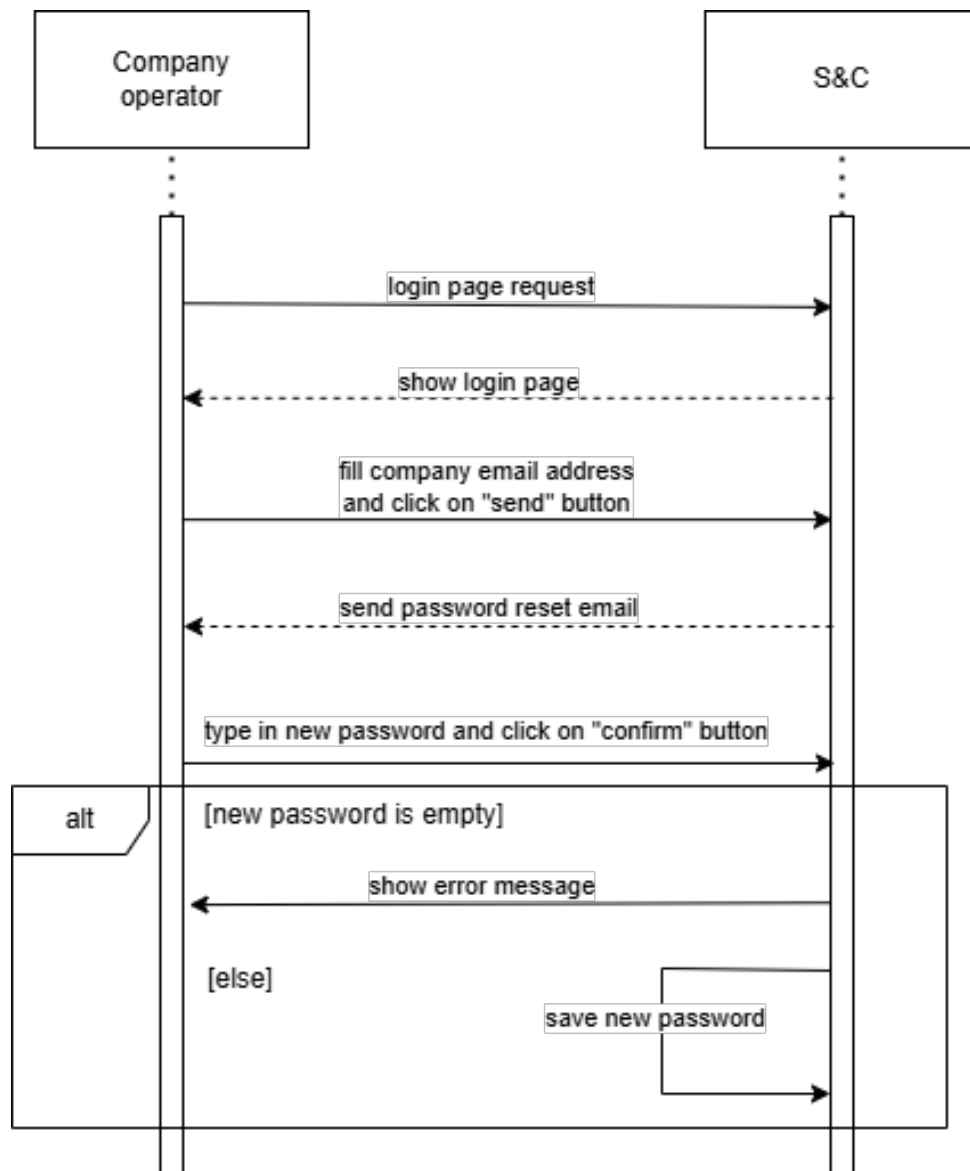 Company
operator
S&C
login page request
show login page
fill company email address
and click on "send" button
send password reset email
type in new password and click on "confirm" button
alt
[new password is empty]
show error message
[else]
save new password